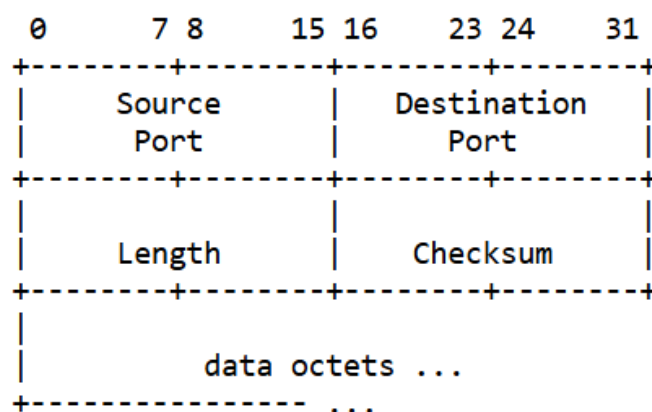 0 7 8 15 16 23 24 31
+--------+--------+--------+--------+
| Source | Destination |
| Port | Port |
+--------+--------+--------+--------+
| | |
| Length | Checksum |
+--------+--------+--------+--------+
|
| data octets ...
+---------------- ...